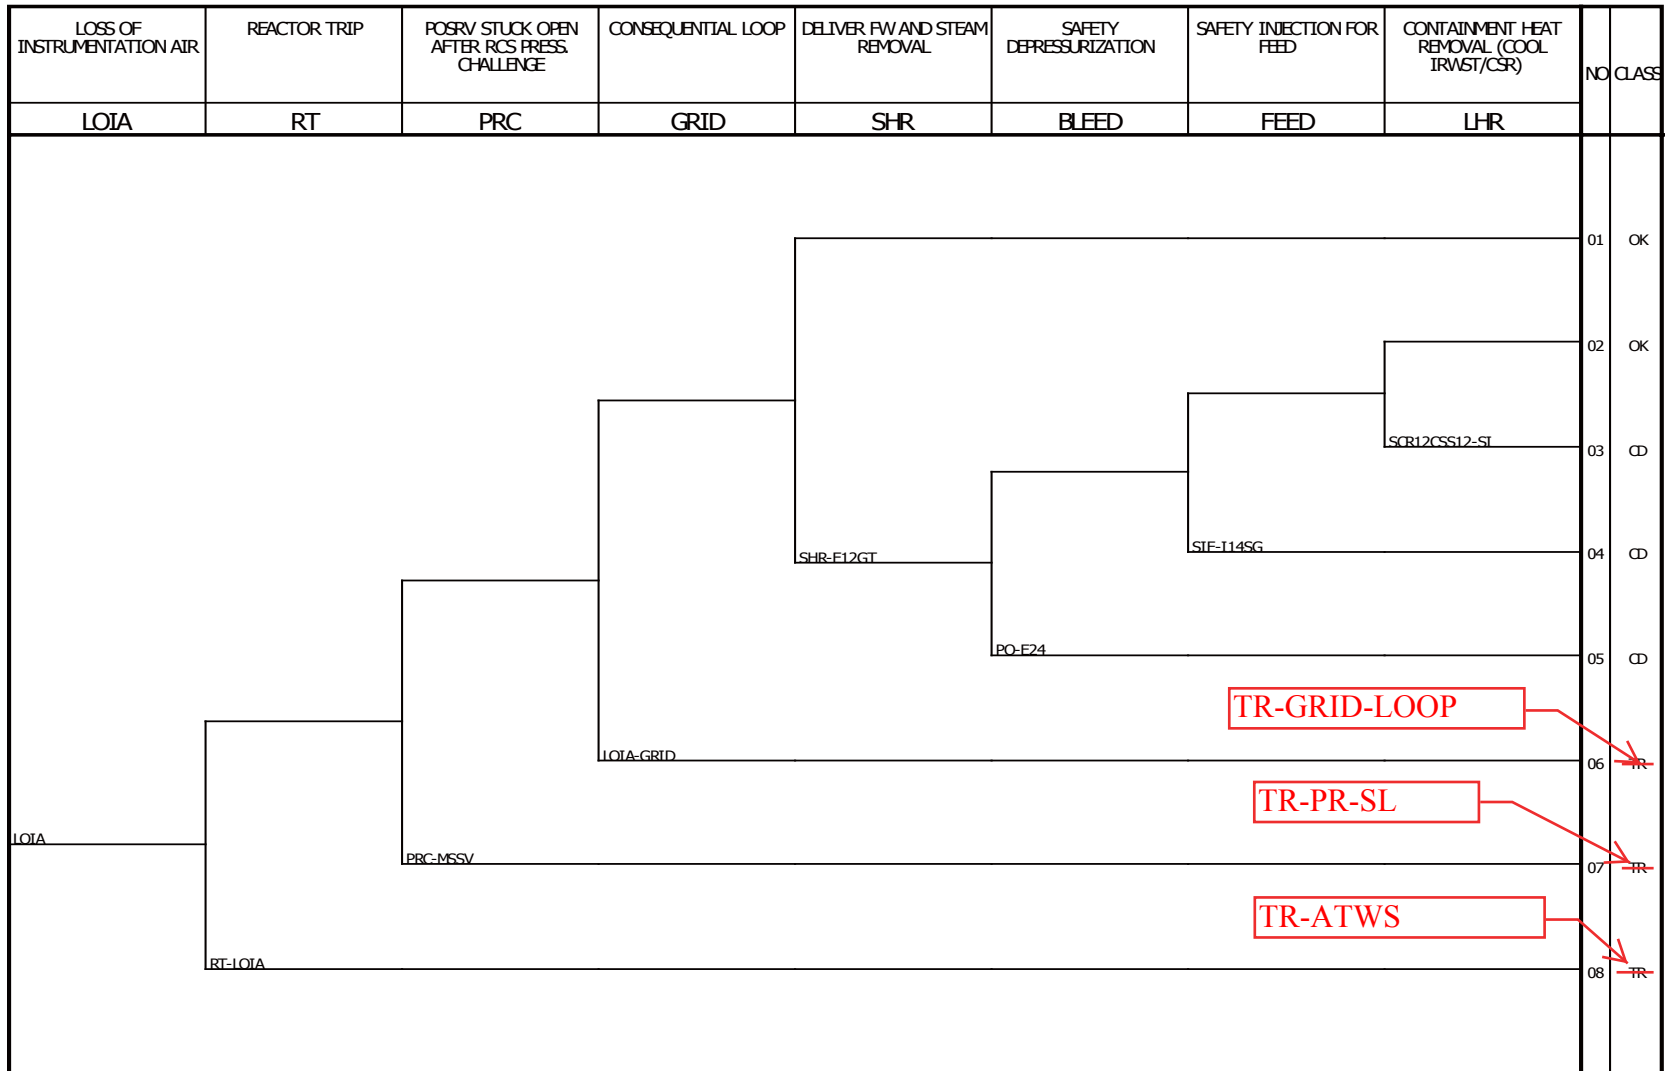 LOSS OF
INSTRUMENTATION AIR
REACTOR TRIP
POSRV STUCK OPEN
AFTER RCS PRESS.
CHALLENGE
CONSEQUENTIAL LOOP
DELIVER FW AND STEAM
REMOVAL
SAFETY
DEPRESSURIZATION
SAFETY INJECTION FOR
FEED
CONTAINMENT HEAT
REMOVAL (COOL
IRWST/CSR)
NO
CLASS
LOIA
RT
PRC
GRID
SHR
BLEED
FEED
LHR
01 OK
02 OK
SCR12CSS12-SI
03 CD
SIF-I14SG
04 CD
SHR-F12GT
PO-F24
05 CD
TR-GRID-LOOP
LOIA-GRID
06 TR
TR-PR-SL
LOIA
PRC-MSSV
07 TR
TR-ATWS
RT-LOIA
08 TR